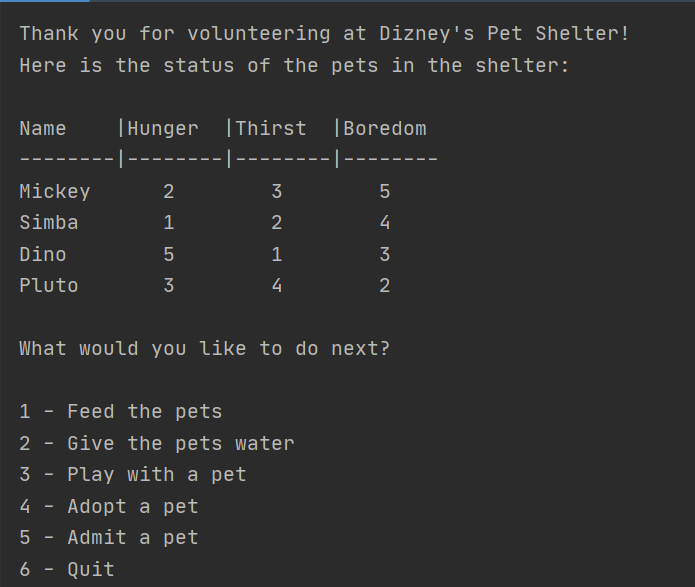 Thank you for volunteering at Dizney's Pet Shelter!
Here is the status of the pets in the shelter:
Name    |Hunger  |Thirst  |Boredom
--------|--------|--------|--------
Mickey      2        3        5
Simba       1        2        4
Dino        5        1        3
Pluto       3        4        2
What would you like to do next?
1 - Feed the pets
2 - Give the pets water
3 - Play with a pet
4 - Adopt a pet
5 - Admit a pet
6 - Quit